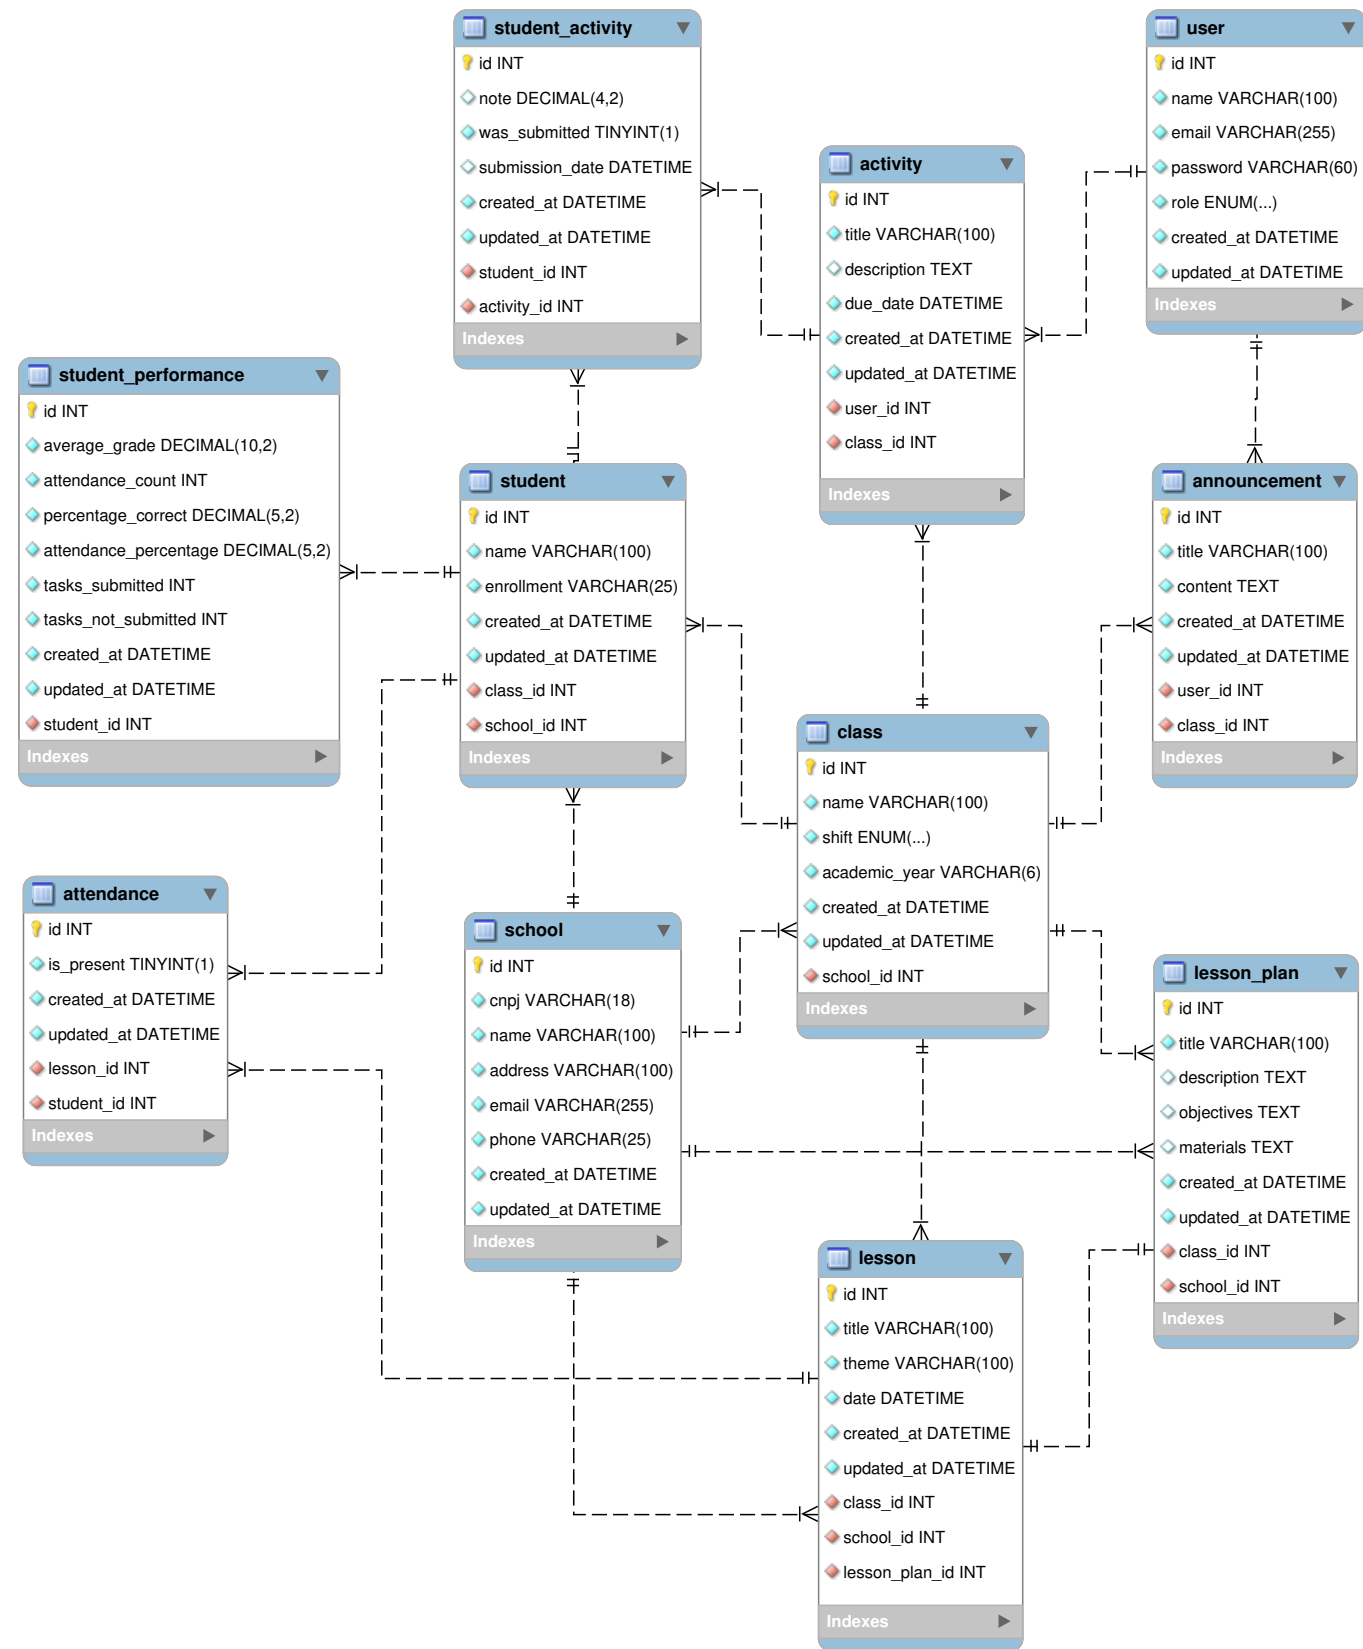 student_activity
id INT
note DECIMAL(4,2)
was_submitted TINYINT(1)
submission_date DATETIME
created_at DATETIME
updated_at DATETIME
student_id INT
activity_id INT
Indexes
user
id INT
name VARCHAR(100)
email VARCHAR(255)
password VARCHAR(60)
role ENUM(...)
created_at DATETIME
updated_at DATETIME
Indexes
activity
id INT
title VARCHAR(100)
description TEXT
due_date DATETIME
created_at DATETIME
updated_at DATETIME
user_id INT
class_id INT
Indexes
student_performance
id INT
average_grade DECIMAL(10,2)
attendance_count INT
percentage_correct DECIMAL(5,2)
attendance_percentage DECIMAL(5,2)
tasks_submitted INT
tasks_not_submitted INT
created_at DATETIME
updated_at DATETIME
student_id INT
Indexes
student
id INT
name VARCHAR(100)
enrollment VARCHAR(25)
created_at DATETIME
updated_at DATETIME
class_id INT
school_id INT
announcement
id INT
title VARCHAR(100)
content TEXT
created_at DATETIME
updated_at DATETIME
user_id INT
class_id INT
Indexes
Indexes
class
id INT
name VARCHAR(100)
shift ENUM(...)
academic_year VARCHAR(6)
created_at DATETIME
updated_at DATETIME
school_id INT
Indexes
attendance
id INT
is_present TINYINT(1)
created_at DATETIME
updated_at DATETIME
lesson_id INT
student_id INT
Indexes
school
id INT
cnpj VARCHAR(18)
name VARCHAR(100)
address VARCHAR(100)
email VARCHAR(255)
phone VARCHAR(25)
created_at DATETIME
updated_at DATETIME
Indexes
lesson_plan
id INT
title VARCHAR(100)
description TEXT
objectives TEXT
materials TEXT
created_at DATETIME
updated_at DATETIME
class_id INT
school_id INT
Indexes
lesson
id INT
title VARCHAR(100)
theme VARCHAR(100)
date DATETIME
created_at DATETIME
updated_at DATETIME
class_id INT
school_id INT
lesson_plan_id INT
Indexes